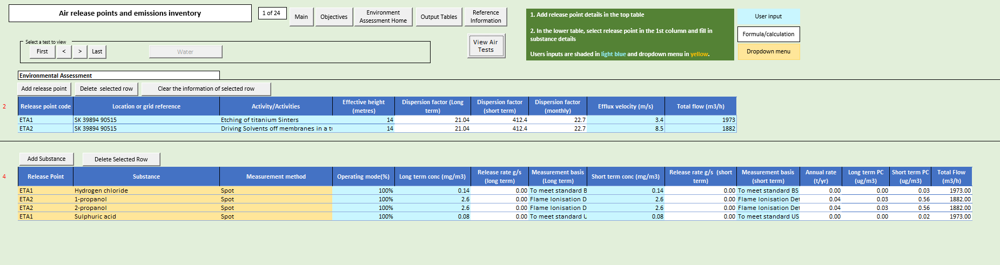 Air release points and emissions inventory
1 of 24
Main
Objectives
Environment
Assessment Home
Output Tables
Reference
Information
1. Add release point details in the top table
2. In the lower table, select release point in the 1st column and fill in
substance details
Users inputs are shaded in light blue and dropdown menu in yellow.
User input
Formula/calculation
Dropdown menu
Select a test to view
First
<
>
Last
Water
View Air
Tests
Environmental Assessment
Add release point
Delete selected row
Clear the information of selected row
2
Release point code
Location or grid reference
Activity/Activities
Effective height
(metres)
Dispersion factor (Long
term)
Dispersion factor
(short term)
Dispersion factor
(monthly)
Efflux velocity (m/s)
Total flow (m3/h)
ETA1 SK 39894 90515 Etching of titanium Sinters 14 21.04 412.4 22.7 3.4 1973
ETA2 SK 39894 90515 Driving Solvents off membranes in a 14 21.04 412.4 22.7 8.5 1882
Add Substance
Delete Selected Row
4
Release Point
Substance
Measurement method
Operating mode(%)
Long term conc (mg/m3)
Release rate g/s
(long term)
Measurement basis
(Long term)
Short term conc (mg/m3)
Release rate g/s (short
term)
Measurement basis
(short term)
Annual rate
(t/yr)
Long term PC
(ug/m3)
Short term PC
(ug/m3)
Total Flow
(m3/h)
ETA1 Hydrogen chloride Spot 100% 0.14 0.00 To meet standard B 0.14 0.00 To meet standard BS 0.00 0.00 0.03 1973.00
ETA2 1-propanol Spot 100% 2.6 0.00 Flame Ionisation D 2.6 0.00 Flame Ionisation Det 0.04 0.03 0.56 1882.00
ETA2 2-propanol Spot 100% 2.6 0.00 Flame Ionisation D 2.6 0.00 Flame Ionisation Det 0.04 0.03 0.56 1882.00
ETA1 Sulphuric acid Spot 100% 0.08 0.00 To meet standard U 0.08 0.00 To meet standard US 0.00 0.00 0.02 1973.00